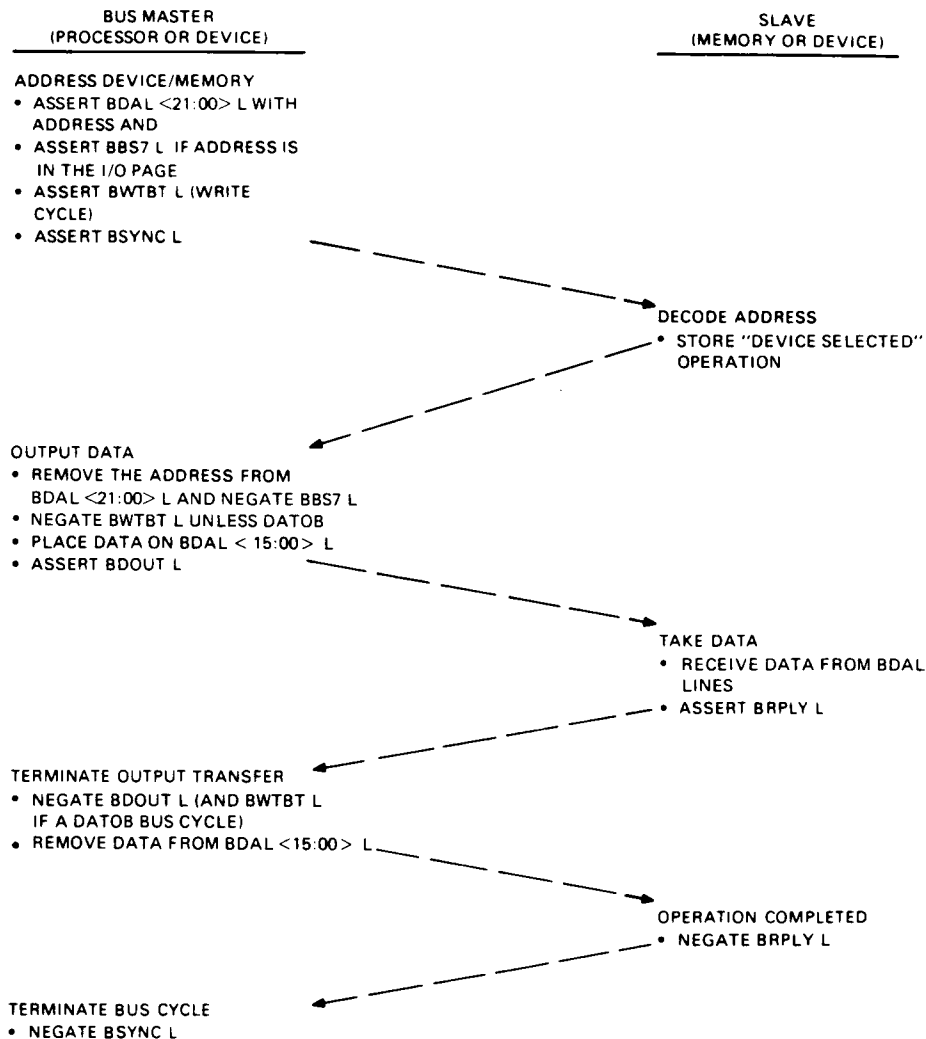 BUS MASTER
(PROCESSOR OR DEVICE)
SLAVE
(MEMORY OR DEVICE)
ADDRESS DEVICE/MEMORY
• ASSERT BDAL <21:00> L WITH
ADDRESS AND
• ASSERT BBS7 L IF ADDRESS IS
IN THE I/O PAGE
• ASSERT BWTBT L (WRITE
CYCLE)
• ASSERT BSYNC L
DECODE ADDRESS
• STORE "DEVICE SELECTED"
OPERATION
OUTPUT DATA
• REMOVE THE ADDRESS FROM
BDAL <21:00> L AND NEGATE BBS7 L
• NEGATE BWTBT L UNLESS DATOB
• PLACE DATA ON BDAL < 15:00> L
• ASSERT BDOUT L
TAKE DATA
• RECEIVE DATA FROM BDAL
LINES
• ASSERT BRPLY L
TERMINATE OUTPUT TRANSFER
• NEGATE BDOUT L (AND BWTBT L
IF A DATOB BUS CYCLE)
• REMOVE DATA FROM BDAL <15:00> L
OPERATION COMPLETED
• NEGATE BRPLY L
TERMINATE BUS CYCLE
• NEGATE BSYNC L